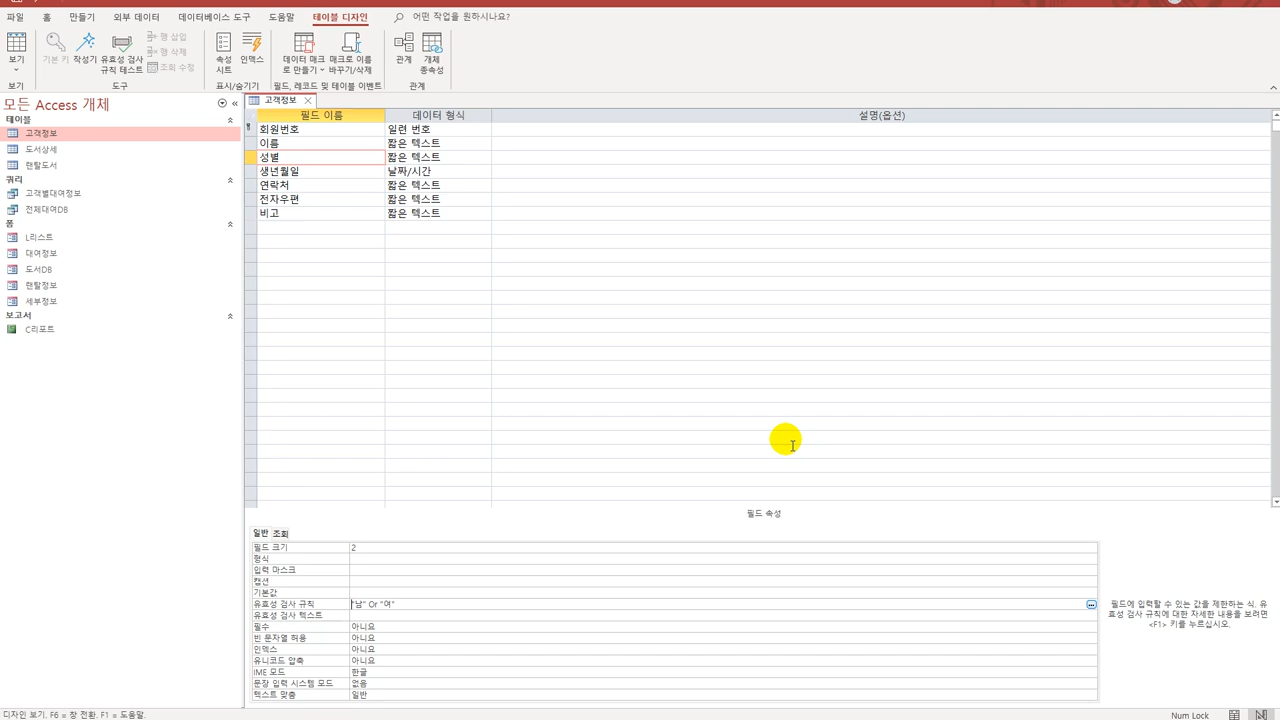 파일 홈 만들기 외부 데이터 데이터베이스 도구 도움말 테이블 디자인 어떤 작업을 원하시나요?
보기 기본 키 작성기 유효성 검사 규칙 테스트 행 삽입 행 삭제 조회 수정 속성 시트 인덱스 데이터 매크로 만들기 매크로 이름 바꾸기/삭제 관계 개체 종속성
보기 도구 표시/숨기기 필드, 레코드 및 테이블 이벤트 관계
모든 Access 개체
테이블
고객정보
도서상세
랜탈도서
쿼리
고객별대여정보
전체대여DB
폼
L리스트
대여정보
도서DB
랜탈정보
세부정보
보고서
C리포트
고객정보
필드 이름 데이터 형식 설명(옵션)
회원번호 일련 번호
이름 짧은 텍스트
성별 짧은 텍스트
생년월일 날짜/시간
연락처 짧은 텍스트
전자우편 짧은 텍스트
비고 짧은 텍스트
필드 속성
일반 조회
필드 크기 2
형식
입력 마스크
캡션
기본값
유효성 검사 규칙 "남" Or "여"
유효성 검사 텍스트
필수 아니요
빈 문자열 허용 아니요
인덱스 아니요
유니코드 압축 아니요
IME 모드 한글
문장 입력 시스템 모드 없음
텍스트 맞춤 일반
필드에 입력할 수 있는 값을 제한하는 식. 유
효성 검사 규칙에 대한 자세한 내용을 보려면
<F1> 키를 누르십시오.
디자인 보기. F6 = 창 전환. F1 = 도움말. Num Lock